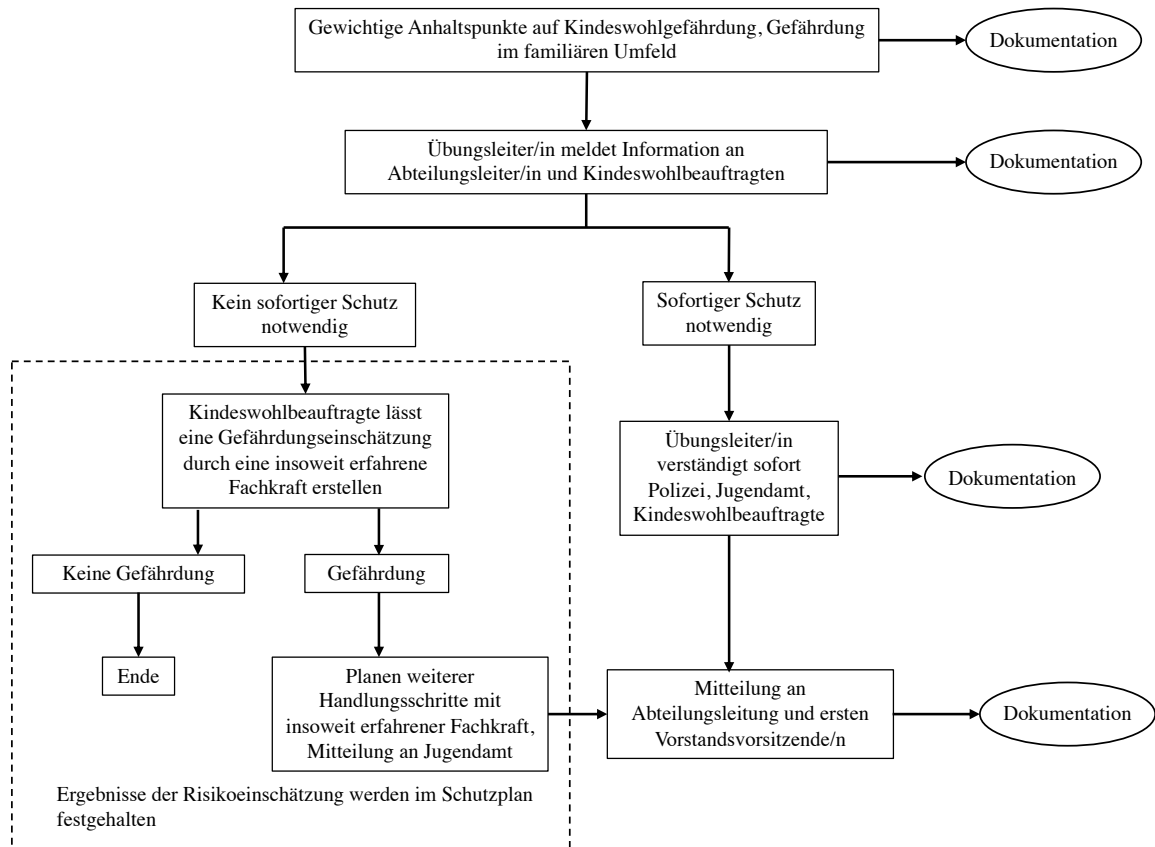 Gewichtige Anhaltspunkte auf Kindeswohlgefährdung, Gefährdung
im familiären Umfeld
Dokumentation
Übungsleiter/in meldet Information an
Abteilungsleiter/in und Kindeswohlbeauftragten
Dokumentation
Kein sofortiger Schutz
notwendig
Sofortiger Schutz
notwendig
Kindeswohlbeauftragte lässt
eine Gefährdungseinschätzung
durch eine insoweit erfahrene
Fachkraft erstellen
Übungsleiter/in
verständigt sofort
Polizei, Jugendamt,
Kindeswohlbeauftragte
Dokumentation
Keine Gefährdung
Gefährdung
Ende
Planen weiterer
Handlungsschritte mit
insoweit erfahrener Fachkraft,
Mitteilung an Jugendamt
Mitteilung an
Abteilungsleitung und ersten
Vorstandsvorsitzende/n
Dokumentation
Ergebnisse der Risikoeinschätzung werden im Schutzplan
festgehalten